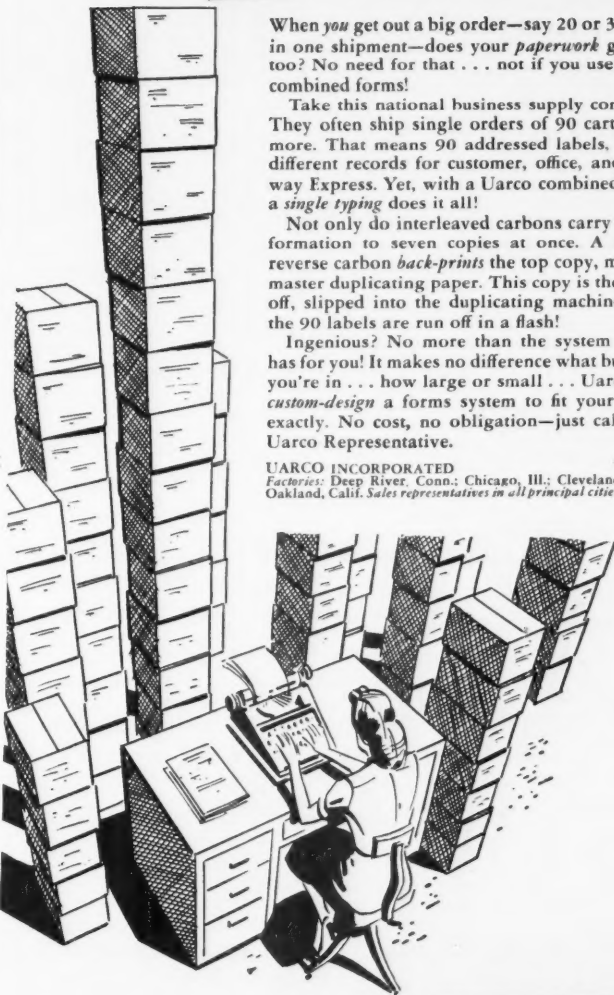 When you get out a big order—say 20 or 3
in one shipment—does your paperwork g
too? No need for that . . . not if you use
combined forms!
Take this national business supply con
They often ship single orders of 90 cart
more. That means 90 addressed labels,
different records for customer, office, and
way Express. Yet, with a Uarco combined
a single typing does it all!
Not only do interleaved carbons carry
formation to seven copies at once. A
reverse carbon back-prints the top copy, m
master duplicating paper. This copy is the
off, slipped into the duplicating machin
the 90 labels are run off in a flash!
Ingenious? No more than the system
has for you! It makes no difference what bu
you're in . . . how large or small . . . Uar
custom-design a forms system to fit your
exactly. No cost, no obligation—just cal
Uarco Representative.
UARCO INCORPORATED
Factories: Deep River, Conn.; Chicago, Ill.; Cleveland
Oakland, Calif. Sales representatives in all principal citie